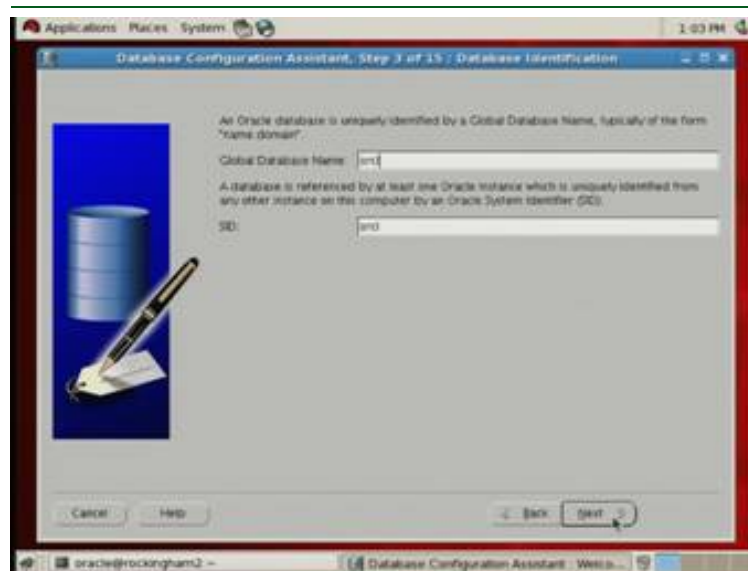 Applications Places System
1:03 PM
Database Configuration Assistant, Step 3 of 15 : Database Identification
An Oracle database is uniquely identified by a Global Database Name, typically of the form
"name.domain".
Global Database Name:
A database is referenced by at least one Oracle instance which is uniquely identified from
any other instance on this computer by an Oracle System Identifier (SID).
SID:
Cancel Help Back Next
oracle@rockingham2:~ Database Configuration Assistant : Welco...